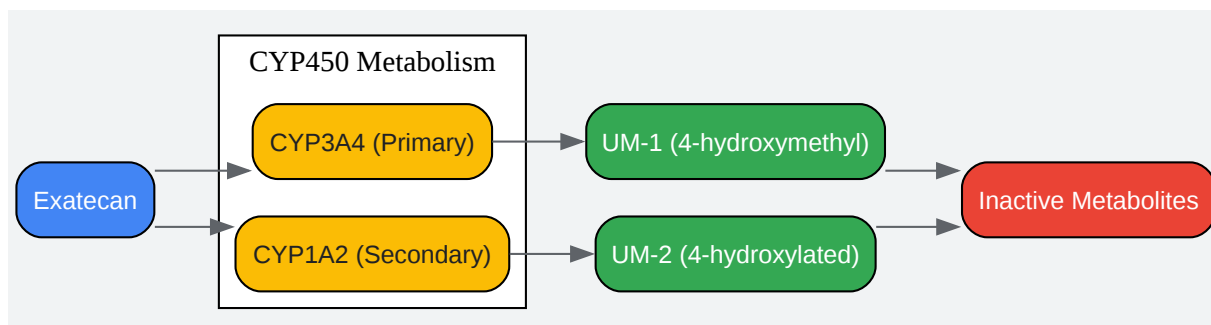 CYP450 Metabolism
Exatecan
CYP3A4 (Primary)
CYP1A2 (Secondary)
UM-1 (4-hydroxymethyl)
UM-2 (4-hydroxylated)
Inactive Metabolites